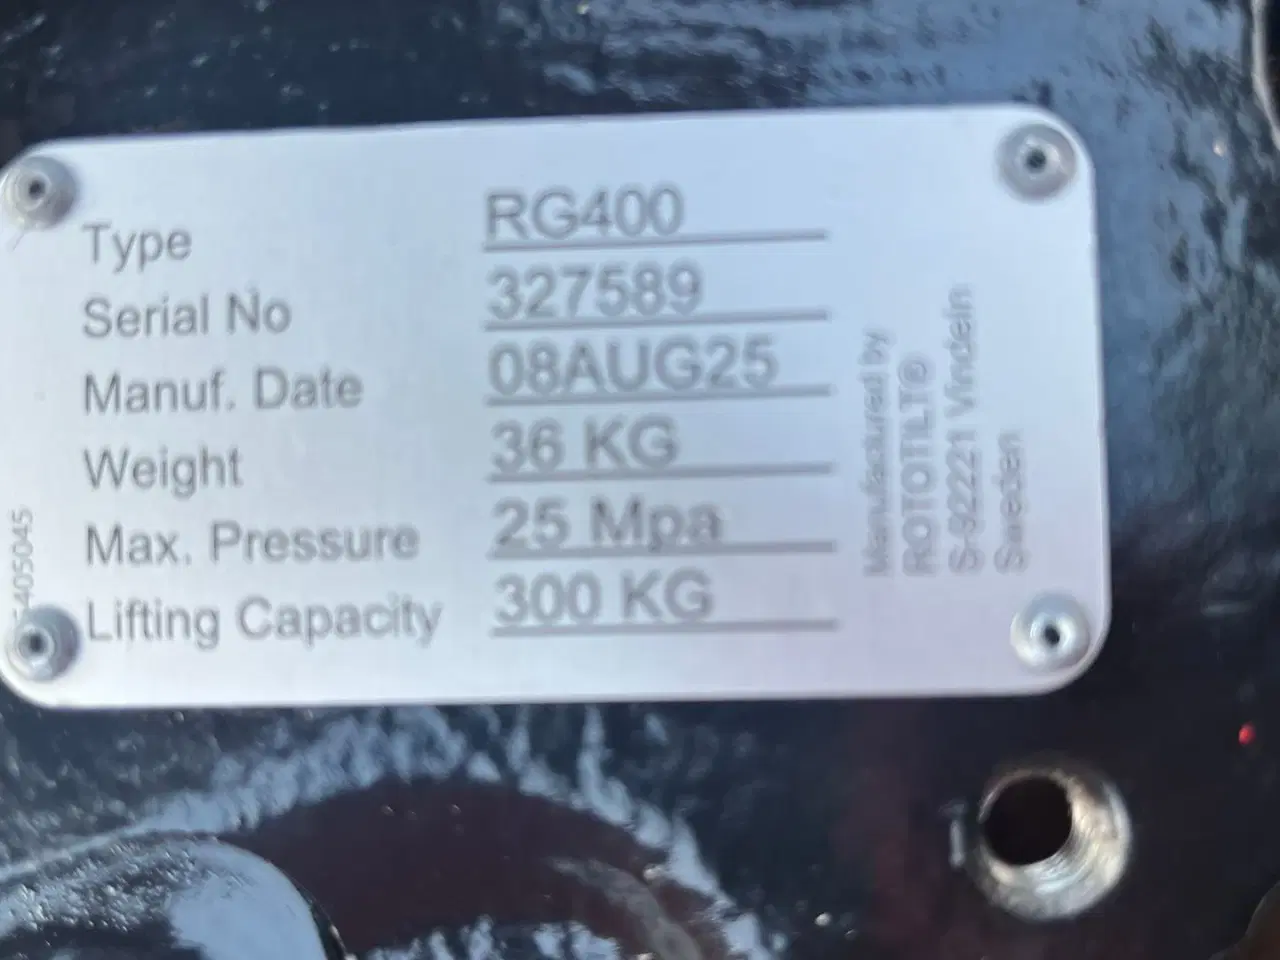 Type RG400
Serial No 327589
Manuf. Date 08AUG25
Weight 36 KG
Max. Pressure 25 Mpa
Lifting Capacity 300 KG
Manufactured by
ROTOTILT®
S-92221 Vindeln
Sweden